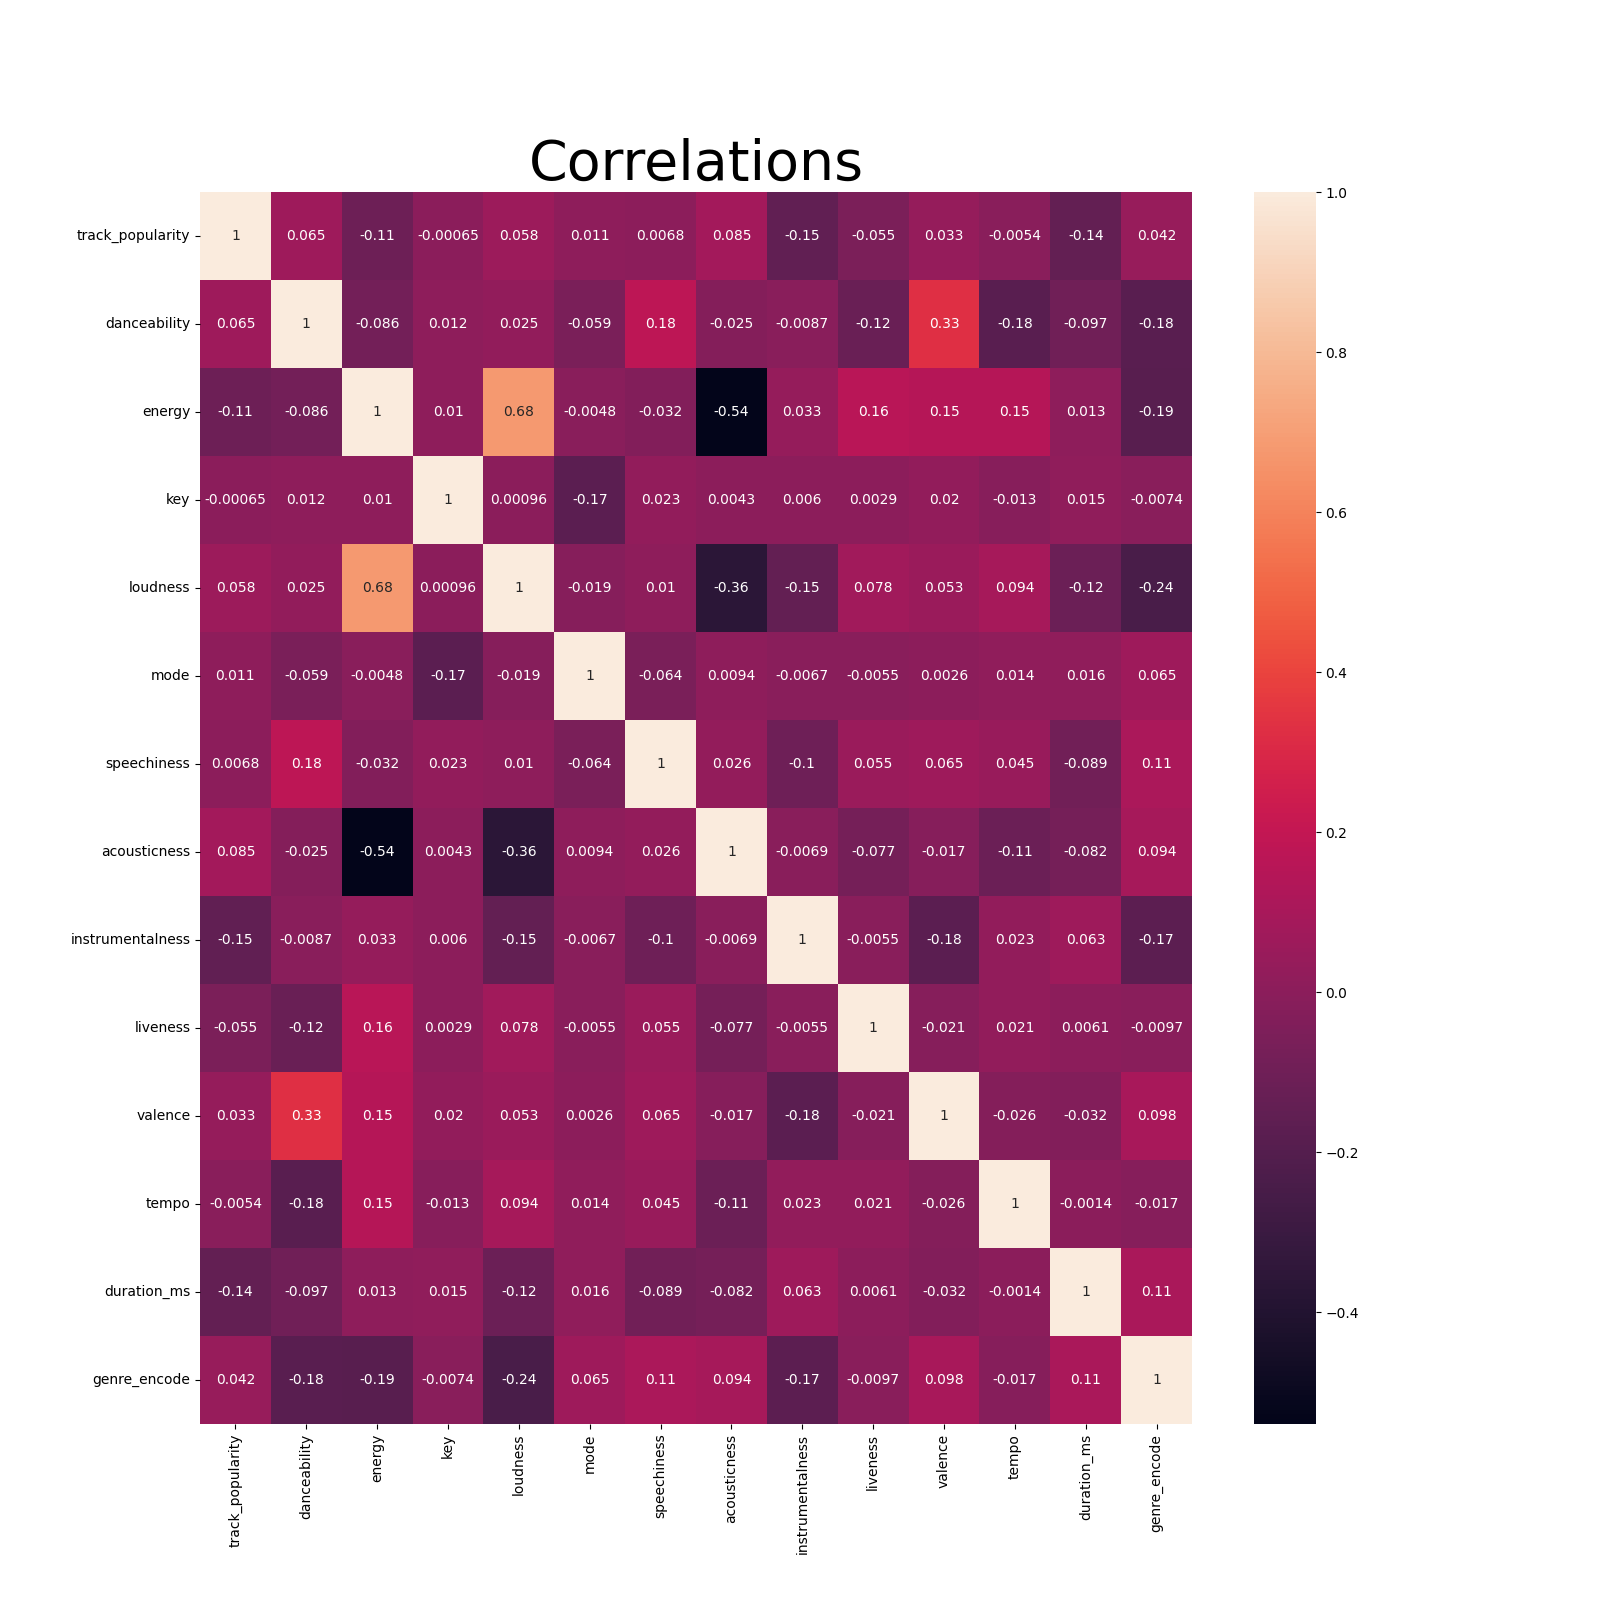 Correlations
track_popularity 1 0.065 -0.11 -0.00065 0.058 0.011 0.0068 0.085 -0.15 -0.055 0.033 -0.0054 -0.14 0.042
danceability 0.065 1 -0.086 0.012 0.025 -0.059 0.18 -0.025 -0.0087 -0.12 0.33 -0.18 -0.097 -0.18
energy -0.11 -0.086 1 0.01 0.68 -0.0048 -0.032 -0.54 0.033 0.16 0.15 0.15 0.013 -0.19
key -0.00065 0.012 0.01 1 0.00096 -0.17 0.023 0.0043 0.006 0.0029 0.02 -0.013 0.015 -0.0074
loudness 0.058 0.025 0.68 0.00096 1 -0.019 0.01 -0.36 -0.15 0.078 0.053 0.094 -0.12 -0.24
mode 0.011 -0.059 -0.0048 -0.17 -0.019 1 -0.064 0.0094 -0.0067 -0.0055 0.0026 0.014 0.016 0.065
speechiness 0.0068 0.18 -0.032 0.023 0.01 -0.064 1 0.026 -0.1 0.055 0.065 0.045 -0.089 0.11
acousticness 0.085 -0.025 -0.54 0.0043 -0.36 0.0094 0.026 1 -0.0069 -0.077 -0.017 -0.11 -0.082 0.094
instrumentalness -0.15 -0.0087 0.033 0.006 -0.15 -0.0067 -0.1 -0.0069 1 -0.0055 -0.18 0.023 0.063 -0.17
liveness -0.055 -0.12 0.16 0.0029 0.078 -0.0055 0.055 -0.077 -0.0055 1 -0.021 0.021 0.0061 -0.0097
valence 0.033 0.33 0.15 0.02 0.053 0.0026 0.065 -0.017 -0.18 -0.021 1 -0.026 -0.032 0.098
tempo -0.0054 -0.18 0.15 -0.013 0.094 0.014 0.045 -0.11 0.023 0.021 -0.026 1 -0.0014 -0.017
duration_ms -0.14 -0.097 0.013 0.015 -0.12 0.016 -0.089 -0.082 0.063 0.0061 -0.032 -0.0014 1 0.11
genre_encode 0.042 -0.18 -0.19 -0.0074 -0.24 0.065 0.11 0.094 -0.17 -0.0097 0.098 -0.017 0.11 1
track_popularity
danceability
energy
key
loudness
mode
speechiness
acousticness
instrumentalness
liveness
valence
tempo
duration_ms
genre_encode
1.0
0.8
0.6
0.4
0.2
0.0
−0.2
−0.4